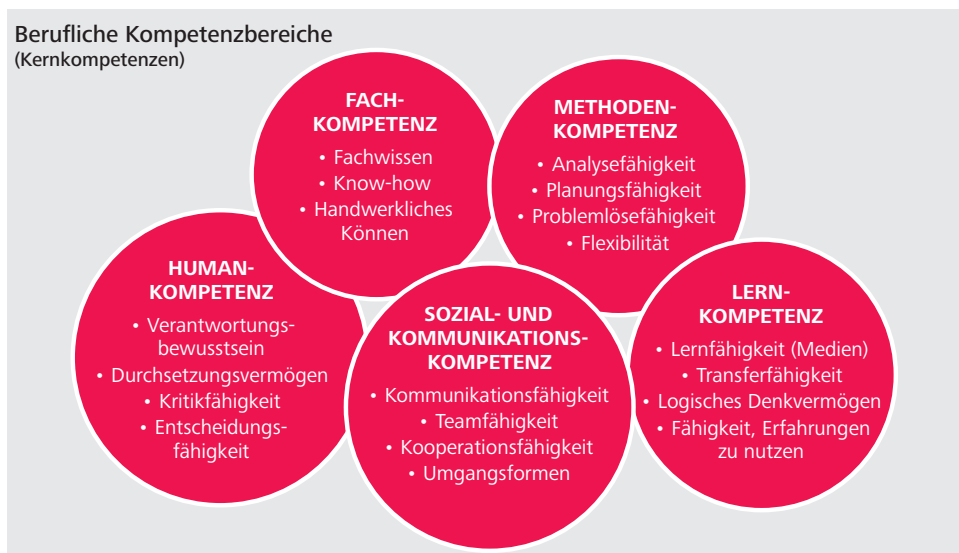 Berufliche Kompetenzbereiche
(Kernkompetenzen)
FACH-
KOMPETENZ
• Fachwissen
• Know-how
• Handwerkliches
Können
METHODEN-
KOMPETENZ
• Analysefähigkeit
• Planungsfähigkeit
• Problemlösefähigkeit
• Flexibilität
HUMAN-
KOMPETENZ
• Verantwortungs-
bewusstsein
• Durchsetzungsvermögen
• Kritikfähigkeit
• Entscheidungs-
fähigkeit
SOZIAL- UND
KOMMUNIKATIONS-
KOMPETENZ
• Kommunikationsfähigkeit
• Teamfähigkeit
• Kooperationsfähigkeit
• Umgangsformen
LERN-
KOMPETENZ
• Lernfähigkeit (Medien)
• Transferfähigkeit
• Logisches Denkvermögen
• Fähigkeit, Erfahrungen
zu nutzen